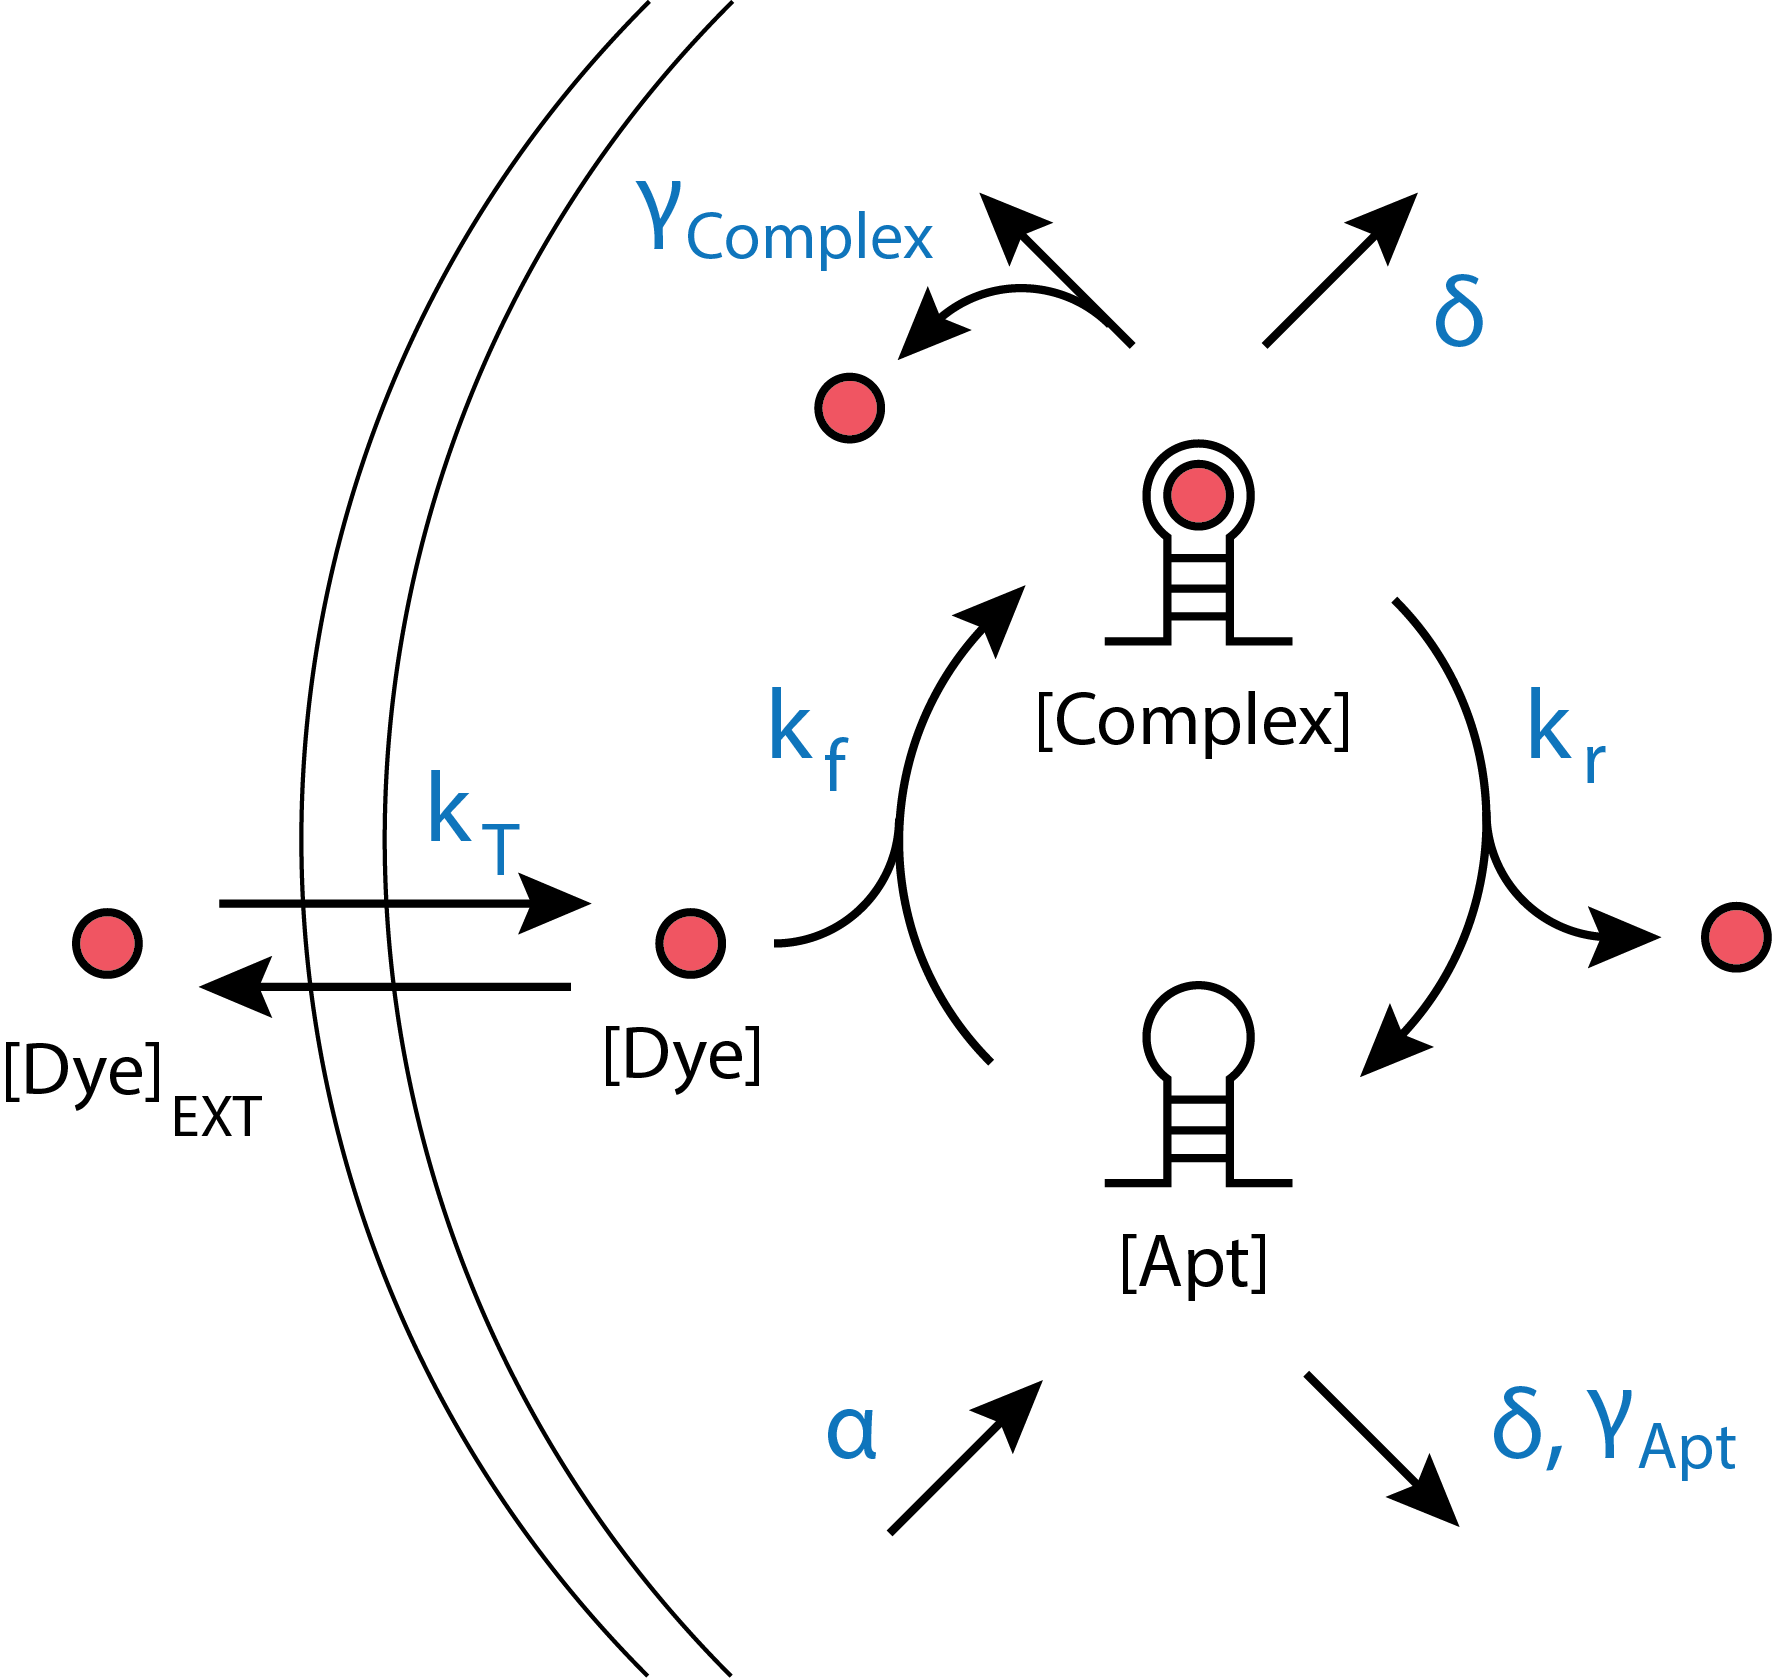 γComplex
δ
[Complex]
kf
kr
kT
[Dye]EXT
[Dye]
[Apt]
α
δ, γApt